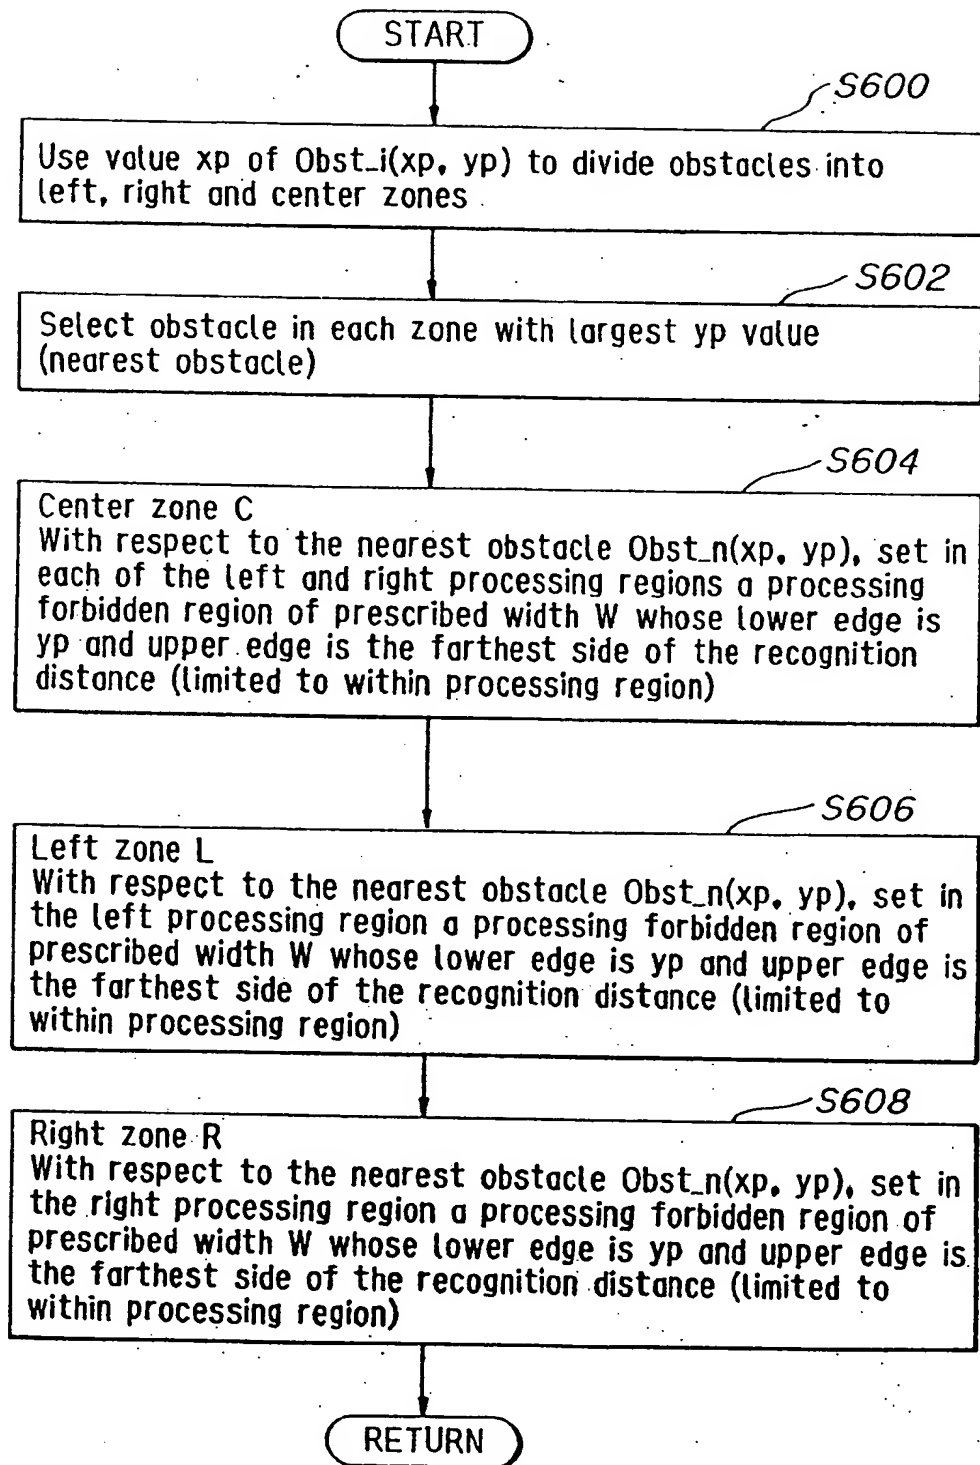 START
S600
Use value xp of Obst_i(xp, yp) to divide obstacles into
left, right and center zones
S602
Select obstacle in each zone with largest yp value
(nearest obstacle)
S604
Center zone C
With respect to the nearest obstacle Obst_n(xp, yp), set in
each of the left and right processing regions a processing
forbidden region of prescribed width W whose lower edge is
yp and upper edge is the farthest side of the recognition
distance (limited to within processing region)
S606
Left zone L
With respect to the nearest obstacle Obst_n(xp, yp), set in
the left processing region a processing forbidden region of
prescribed width W whose lower edge is yp and upper edge is
the farthest side of the recognition distance (limited to
within processing region)
S608
Right zone R
With respect to the nearest obstacle Obst_n(xp, yp), set in
the right processing region a processing forbidden region of
prescribed width W whose lower edge is yp and upper edge is
the farthest side of the recognition distance (limited to
within processing region)
RETURN